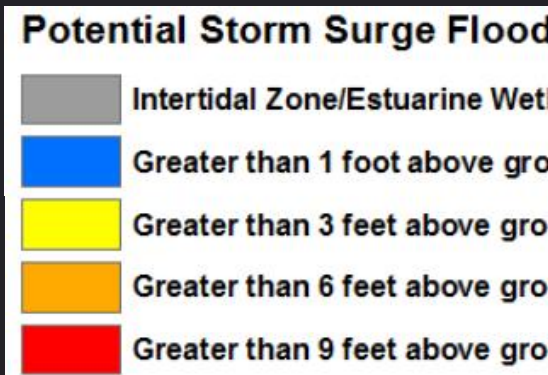 Potential Storm Surge Flood
Intertidal Zone/Estuarine Wetl
Greater than 1 foot above gro
Greater than 3 feet above gro
Greater than 6 feet above gro
Greater than 9 feet above gro